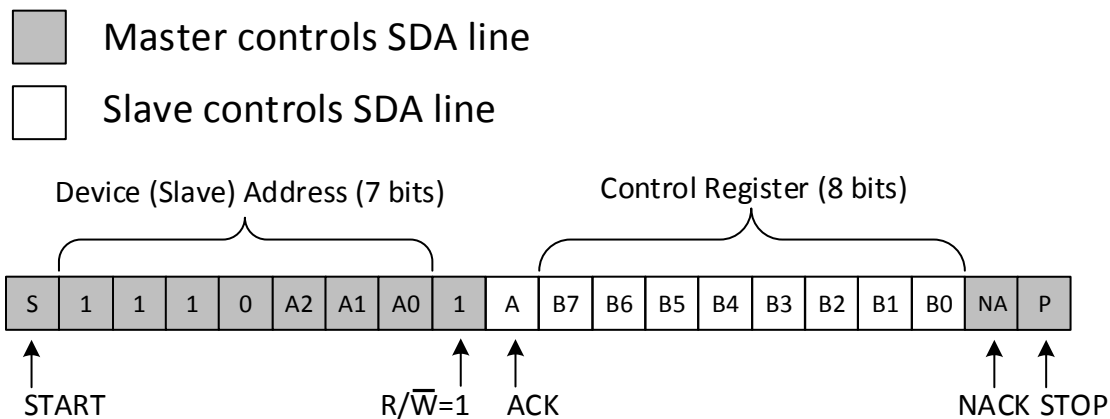 Master controls SDA line
Slave controls SDA line
Device (Slave) Address (7 bits) Control Register (8 bits)
S 1 1 1 0 A2 A1 A0 1 A B7 B6 B5 B4 B3 B2 B1 B0 NA P
START R/W̅=1 ACK NACK STOP